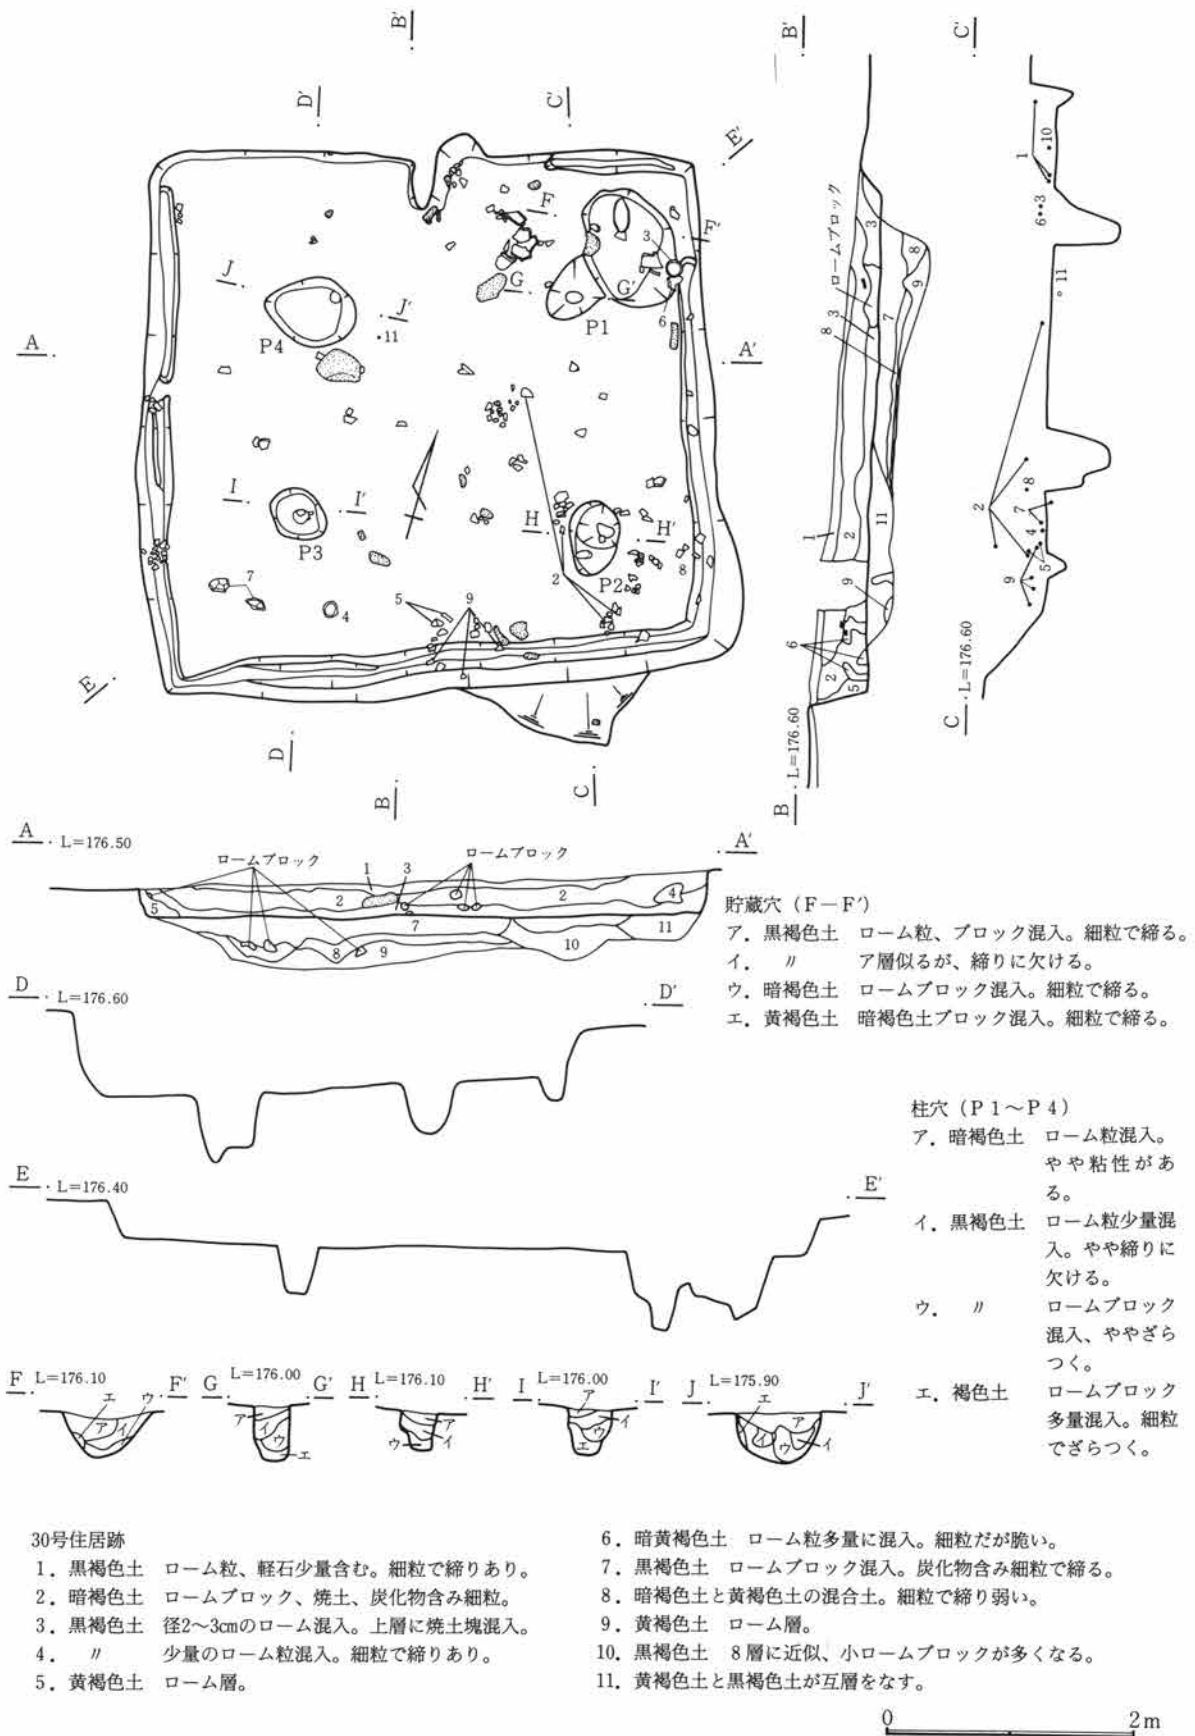 B′
D′
C′
E′
F
F′
3
J
G
G′
J′
P1
6
P4
11
A
A′
I
I′
P3
H
H′
P2
2
8
7
5
9
4
E
D
B
C
B′
ロームブロック
3
8
9
3
8
7
1
2
11
9
6
2
5
B L=176.60
C′
10
1
6 3
11
2
8
7
4
5
9
C L=176.60
A L=176.50
A′
ロームブロック
1
3
ロームブロック
5
2
2
4
7
8
9
10
11
D L=176.60
D′
E L=176.40
E′
F L=176.10 F′
エ
ウ
ア
イ
G L=176.00 G′
ア
イ
ウ
エ
H L=176.10 H′
ア
イ
ウ
I L=176.00 I′
ア
イ
ウ
エ
J L=175.90 J′
エ
ア
イ
ウ
イ
貯蔵穴(F-F′)
ア. 黒褐色土 ローム粒、ブロック混入。細粒で締る。
イ. 〃 ア層似るが、締りに欠ける。
ウ. 暗褐色土 ロームブロック混入。細粒で締る。
エ. 黄褐色土 暗褐色土ブロック混入。細粒で締る。
柱穴(P1~P4)
ア. 暗褐色土 ローム粒混入。
やや粘性があ
る。
イ. 黒褐色土 ローム粒少量混
入。やや締りに
欠ける。
ウ. 〃 ロームブロック
混入、ややざら
つく。
エ. 褐色土 ロームブロック
多量混入。細粒
でざらつく。
30号住居跡
1. 黒褐色土 ローム粒、軽石少量含む。細粒で締りあり。
2. 暗褐色土 ロームブロック、焼土、炭化物含み細粒。
3. 黒褐色土 径2~3cmのローム混入。上層に焼土塊混入。
4. 〃 少量のローム粒混入。細粒で締りあり。
5. 黄褐色土 ローム層。
6. 暗黄褐色土 ローム粒多量に混入。細粒だが脆い。
7. 黒褐色土 ロームブロック混入。炭化物含み細粒で締る。
8. 暗褐色土と黄褐色土の混合土。細粒で締り弱い。
9. 黄褐色土 ローム層。
10. 黒褐色土 8層に近似、小ロームブロックが多くなる。
11. 黄褐色土と黒褐色土が互層をなす。
0 2m